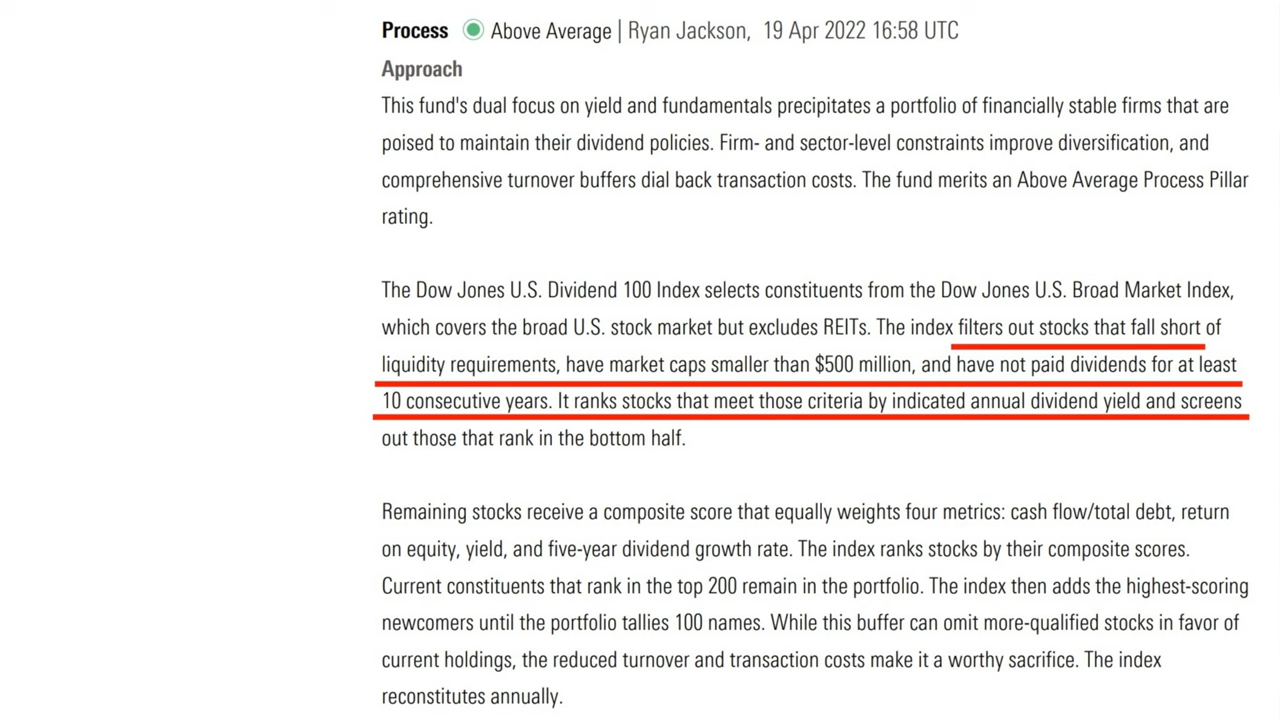 Process Above Average | Ryan Jackson, 19 Apr 2022 16:58 UTC
Approach
This fund's dual focus on yield and fundamentals precipitates a portfolio of financially stable firms that are
poised to maintain their dividend policies. Firm- and sector-level constraints improve diversification, and
comprehensive turnover buffers dial back transaction costs. The fund merits an Above Average Process Pillar
rating.
The Dow Jones U.S. Dividend 100 Index selects constituents from the Dow Jones U.S. Broad Market Index,
which covers the broad U.S. stock market but excludes REITs. The index filters out stocks that fall short of
liquidity requirements, have market caps smaller than $500 million, and have not paid dividends for at least
10 consecutive years. It ranks stocks that meet those criteria by indicated annual dividend yield and screens
out those that rank in the bottom half.
Remaining stocks receive a composite score that equally weights four metrics: cash flow/total debt, return
on equity, yield, and five-year dividend growth rate. The index ranks stocks by their composite scores.
Current constituents that rank in the top 200 remain in the portfolio. The index then adds the highest-scoring
newcomers until the portfolio tallies 100 names. While this buffer can omit more-qualified stocks in favor of
current holdings, the reduced turnover and transaction costs make it a worthy sacrifice. The index
reconstitutes annually.